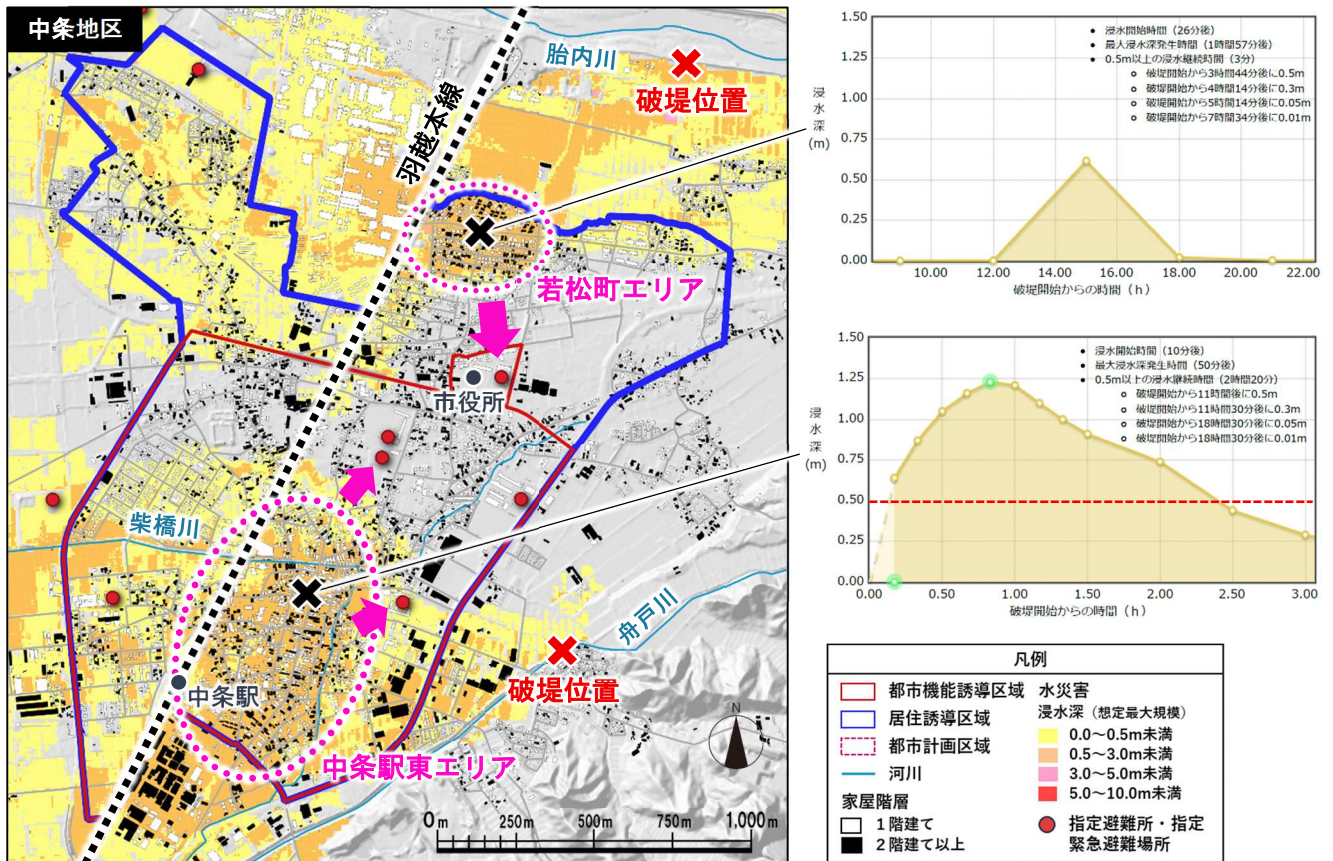 中条地区
胎内川
破堤位置
羽越本線
若松町エリア
市役所
柴橋川
舟戸川
破堤位置
中条駅
中条駅東エリア
N
0m 250m 500m 750m 1,000m
1.50
1.25
1.00
0.75
0.50
0.25
0.00
浸水深(m)
• 浸水開始時間（26分後）
• 最大浸水深発生時間（1時間57分後）
• 0.5m以上の浸水継続時間（3分）
○ 破堤開始から3時間44分後に0.5m
○ 破堤開始から4時間14分に0.3m
○ 破堤開始から5時間14分後に0.05m
○ 破堤開始から7時間34分後に0.01m
10.00 12.00 14.00 16.00 18.00 20.00 22.00
破堤開始からの時間（h）
1.50
1.25
1.00
0.75
0.50
0.25
0.00
浸水深(m)
• 浸水開始時間（10分後）
• 最大浸水深発生時間（50分後）
• 0.5m以上の浸水継続時間（2時間20分）
○ 破堤開始から11時間後に0.5m
○ 破堤開始から11時間30分後に0.3m
○ 破堤開始から18時間30分後に0.05m
○ 破堤開始から18時間30分後に0.01m
0.00 0.50 1.00 1.50 2.00 2.50 3.00
破堤開始からの時間（h）
凡例
都市機能誘導区域
居住誘導区域
都市計画区域
河川
家屋階層
1階建て
2階建て以上
水災害
浸水深（想定最大規模）
0.0～0.5m未満
0.5～3.0m未満
3.0～5.0m未満
5.0～10.0m未満
指定避難所・指定
緊急避難場所